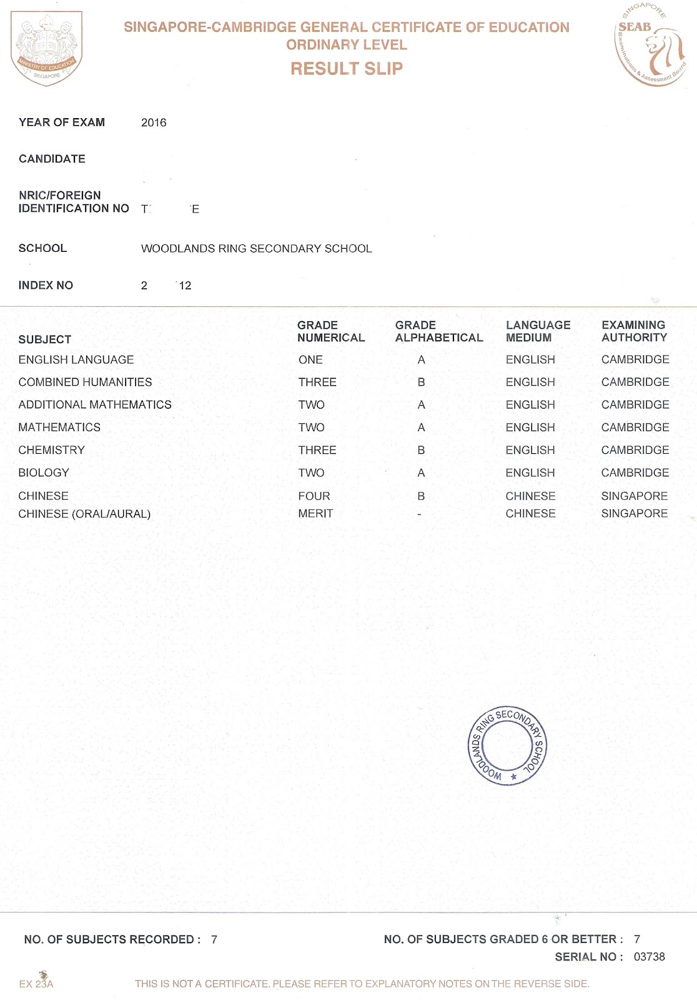 SINGAPORE-CAMBRIDGE GENERAL CERTIFICATE OF EDUCATION
ORDINARY LEVEL
RESULT SLIP
MINISTRY OF EDUCATION
SINGAPORE
SINGAPORE
SEAB
Examinations & Assessment Board
YEAR OF EXAM 2016
CANDIDATE
NRIC/FOREIGN
IDENTIFICATION NO T E
SCHOOL WOODLANDS RING SECONDARY SCHOOL
INDEX NO 2 12
SUBJECT GRADE NUMERICAL GRADE ALPHABETICAL LANGUAGE MEDIUM EXAMINING AUTHORITY
ENGLISH LANGUAGE ONE A ENGLISH CAMBRIDGE
COMBINED HUMANITIES THREE B ENGLISH CAMBRIDGE
ADDITIONAL MATHEMATICS TWO A ENGLISH CAMBRIDGE
MATHEMATICS TWO A ENGLISH CAMBRIDGE
CHEMISTRY THREE B ENGLISH CAMBRIDGE
BIOLOGY TWO A ENGLISH CAMBRIDGE
CHINESE FOUR B CHINESE SINGAPORE
CHINESE (ORAL/AURAL) MERIT - CHINESE SINGAPORE
WOODLANDS RING SECONDARY SCHOOL
NO. OF SUBJECTS RECORDED : 7 NO. OF SUBJECTS GRADED 6 OR BETTER : 7
SERIAL NO : 03738
EX 23A THIS IS NOT A CERTIFICATE. PLEASE REFER TO EXPLANATORY NOTES ON THE REVERSE SIDE.